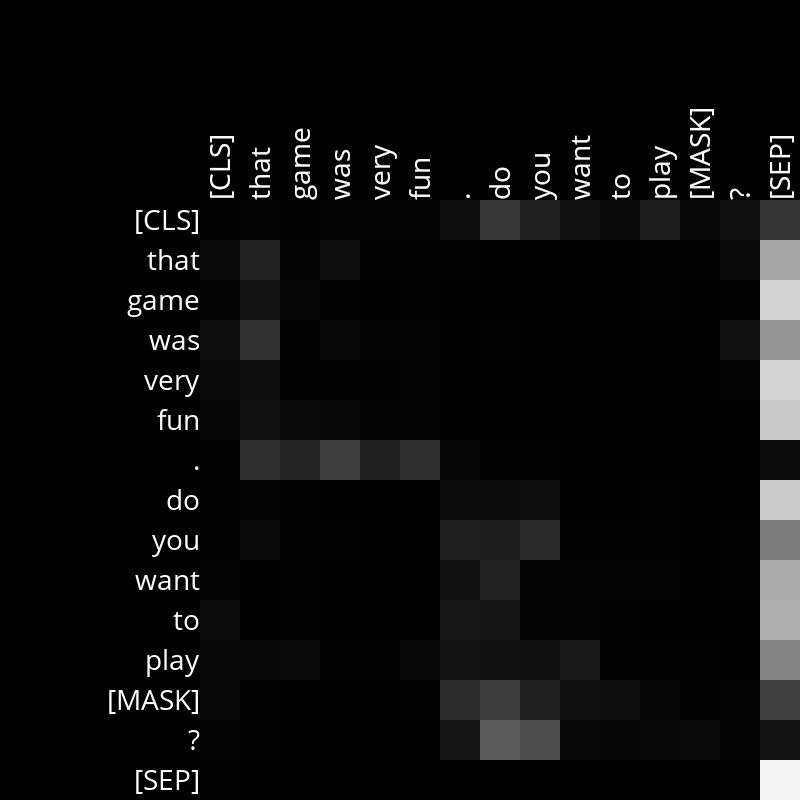 [CLS] that game was very fun . do you want to play [MASK] ? [SEP]
[CLS]
that
game
was
very
fun
.
do
you
want
to
play
[MASK]
?
[SEP]